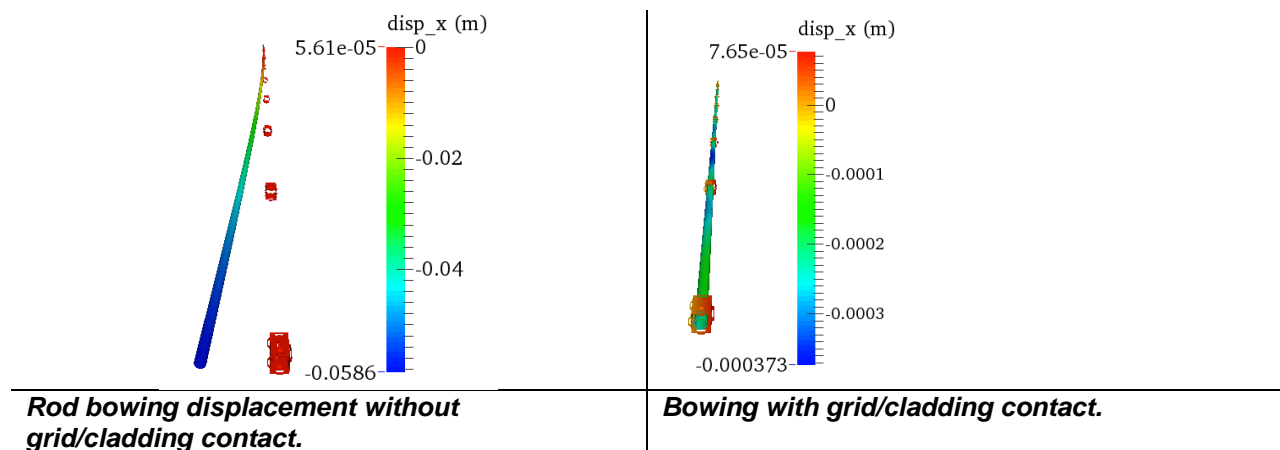 disp_x (m)
5.61e-05
0
-0.02
-0.04
-0.0586
Rod bowing displacement without
grid/cladding contact.
disp_x (m)
7.65e-05
0
-0.0001
-0.0002
-0.0003
-0.000373
Bowing with grid/cladding contact.